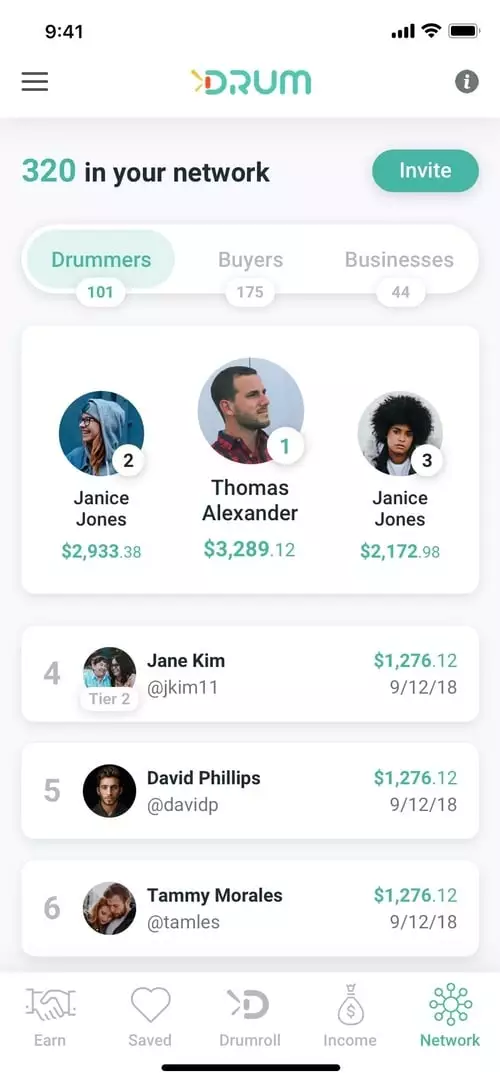 9:41
DRUM
i
320 in your network
Invite
Drummers
Buyers
Businesses
101
175
44
2
1
3
Janice
Jones
$2,933.38
Thomas
Alexander
$3,289.12
Janice
Jones
$2,172.98
4
Tier 2
Jane Kim
$1,276.12
@jkim11
9/12/18
5
David Phillips
$1,276.12
@davidp
9/12/18
6
Tammy Morales
$1,276.12
@tamles
9/12/18
$
Earn
Saved
Drumroll
Income
Network